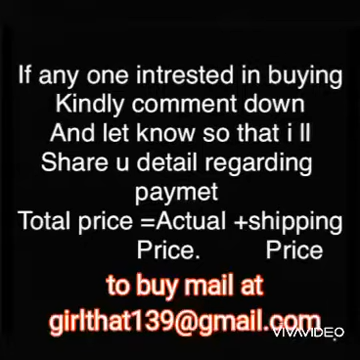 If any one intrested in buying
Kindly comment down
And let know so that i ll
Share u detail regarding
paymet
Total price =Actual +shipping
Price. Price
to buy mail at
girlthat139@gmail.com
VIVAVIDEO